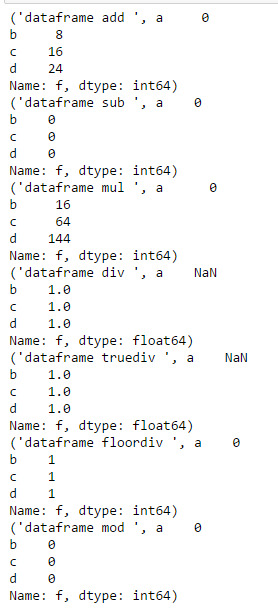 ('dataframe add ', a     0
b     8
c    16
d    24
Name: f, dtype: int64)
('dataframe sub ', a    0
b    0
c    0
d    0
Name: f, dtype: int64)
('dataframe mul ', a      0
b     16
c     64
d    144
Name: f, dtype: int64)
('dataframe div ', a    NaN
b    1.0
c    1.0
d    1.0
Name: f, dtype: float64)
('dataframe truediv ', a    NaN
b    1.0
c    1.0
d    1.0
Name: f, dtype: float64)
('dataframe floordiv ', a    0
b    1
c    1
d    1
Name: f, dtype: int64)
('dataframe mod ', a    0
b    0
c    0
d    0
Name: f, dtype: int64)